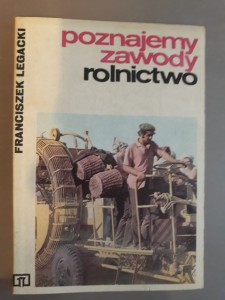 FRANCISZEK LEGACKI
poznajemy
zawody
rolnictwo